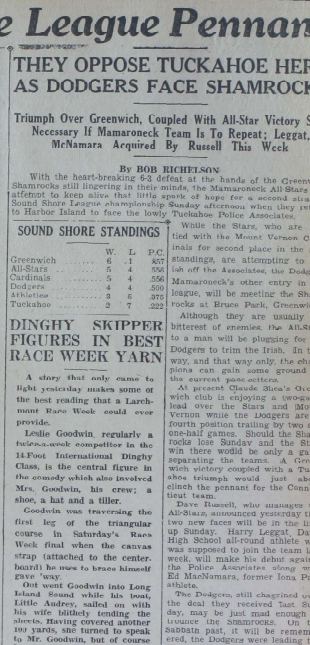 e League Pennan
THEY OPPOSE TUCKAHOE HER
AS DODGERS FACE SHAMROCK
Triumph Over Greenwich, Coupled With All-Star Victory S
Necessary If Mamaroneck Team Is To Repeat; Leggat,
McNamara Acquired By Russell This Week
By BOB RICHELSON
With the heart-breaking 6-3 defeat at the hands of the Green
Shamrocks still lingering in their minds, the Mamaroneck All-Stars
attempt to keep alive that little spark of hope for a second stra
Sound Shore League championship Sunday afternoon when they re
to Harbor Island to face the lowly Tuckahoe Police Associates.
SOUND SHORE STANDINGS
W. L P.C.
Greenwich ....... 6 .1 .857
All-Stars ....... 5 4 .556
Cardinals ....... 5 4 .556
Dodgers ....... 4 4 .500
Athletics ....... 3 5 .375
Tuckahoe ....... 2 7 .222
DINGHY SKIPPER
FIGURES IN BEST
RACE WEEK YARN
A story that only came to
light yesterday makes some of
the best reading that a Larch-
mont Race Week could ever
provide.
Leslie Goodwin, regularly a
twice-a-week competitor in the
14-Foot International Dinghy
Class, is the central figure in
the comedy which also involved
Mrs. Goodwin, his crew; a
shoe, a hat and a tiller.
Goodwin was traversing the
first leg of the triangular
course in Saturday's Race
Week final when the canvas
strap (attached to the center-
board) he uses to brace himself
gave way.
Out went Goodwin into Long
Island Sound while his boat,
Little Audrey, sailed on with
his wife blithely tending the
sheets. Having covered another
100 yards, she turned to speak
to Mr. Goodwin, but of course
While the Stars, who are
tied with the Mount Vernon C
inals for second place in the
standings, are attempting to
ish off the Associates, the Dodg
Mamaroneck's other entry in
league, will be meeting the Sh
rocks at Bruce Park, Greenwi
Although they are usually
bitterest of enemies, the All-St
to a man will be plugging for
Dodgers to trim the Irish. In t
way, and that way only, the cha
pions can gain some ground
the current pace-setters.
At present Claude Shea's Gree
wich club is enjoying a two-ga
lead over the Stars and Mo
Vernon while the Dodgers are
fourth position trailing by two a
one-half games. Should the Sha
rocks lose Sunday and the Sta
win there would be only a ga
separating the teams. A Gre
wich victory coupled with a Tu
hoe triumph would just abo
clinch the pennant for the Conn
ticut team.
Dave Russell, who manages
All-Stars, announced yesterday t
two new faces will be in the li
up Sunday. Harry Leggat, Da
High School all-round athlete w
was supposed to join the team l
week, will make his debut again
the Police Associates along w
Ed MacNamara, former Iona P
athlete.
The Dodgers, still chagrined o
the deal they received last Su
day, may be just mad enough
trounce the Shamrocks. On t
Sabbath past, it will be remem
ered, the Dodgers were leading t